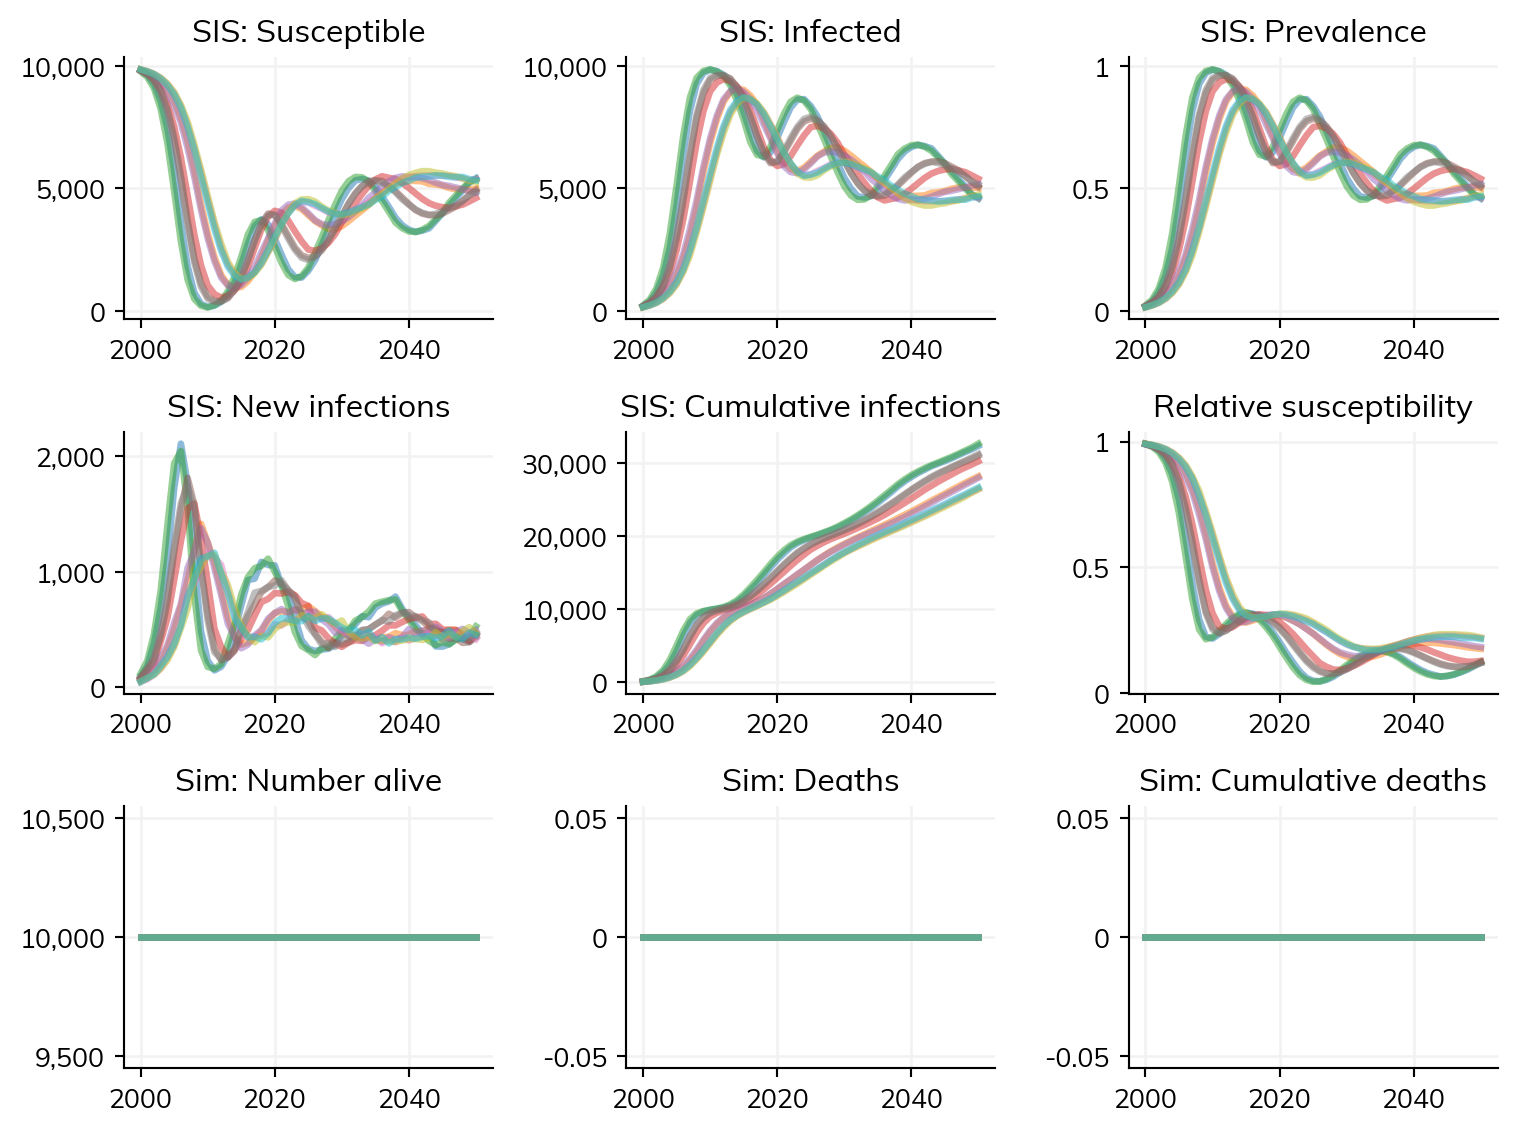 SIS: Susceptible
10,000
5,000
0
2000 2020 2040
SIS: Infected
10,000
5,000
0
2000 2020 2040
SIS: Prevalence
1
0.5
0
2000 2020 2040
SIS: New infections
2,000
1,000
0
2000 2020 2040
SIS: Cumulative infections
30,000
20,000
10,000
0
2000 2020 2040
Relative susceptibility
1
0.5
0
2000 2020 2040
Sim: Number alive
10,500
10,000
9,500
2000 2020 2040
Sim: Deaths
0.05
0
-0.05
2000 2020 2040
Sim: Cumulative deaths
0.05
0
-0.05
2000 2020 2040